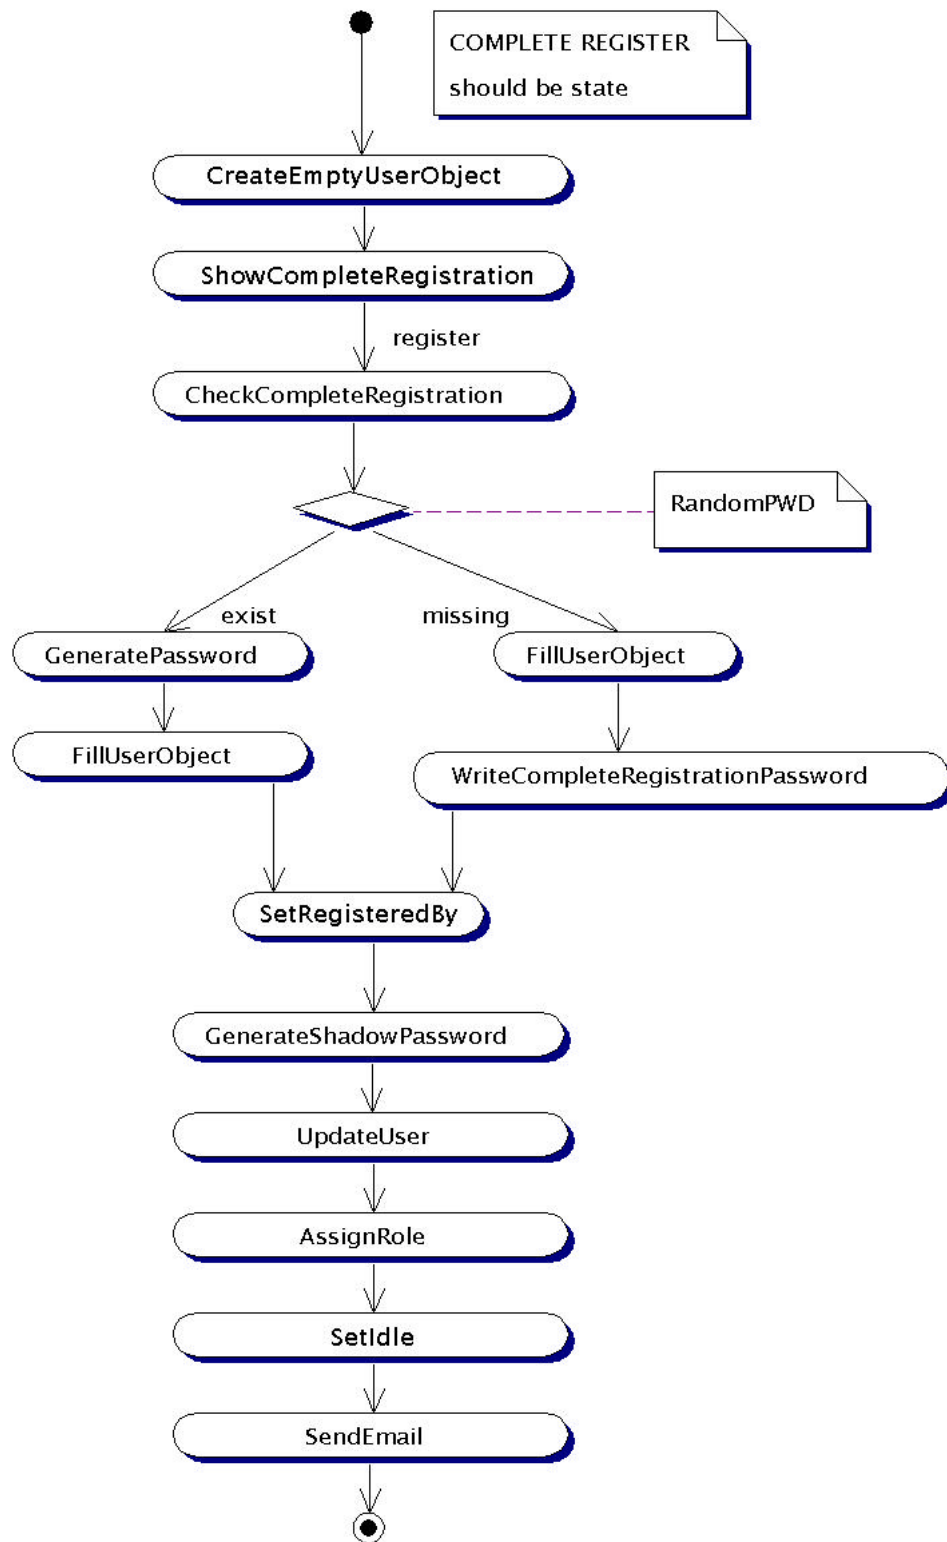 COMPLETE REGISTER
should be state
CreateEmptyUserObject
ShowCompleteRegistration
register
CheckCompleteRegistration
RandomPWD
exist
missing
GeneratePassword
FillUserObject
FillUserObject
WriteCompleteRegistrationPassword
SetRegisteredBy
GenerateShadowPassword
UpdateUser
AssignRole
SetIdle
SendEmail